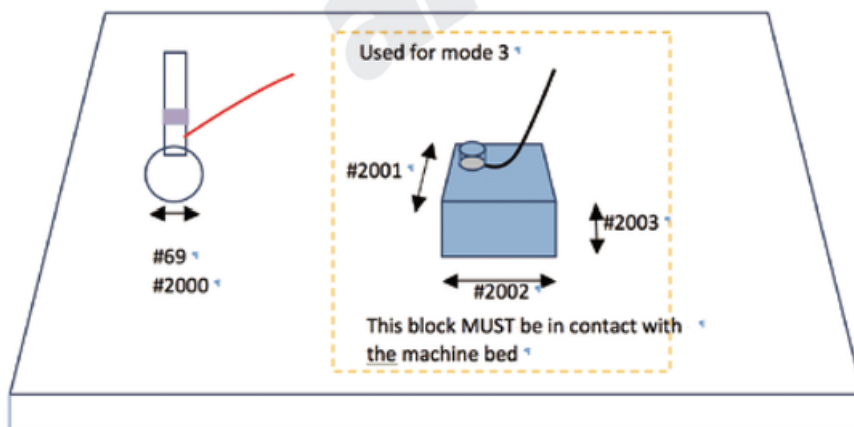 Used for mode 3
#2001
#2003
#69
#2000
#2002
This block MUST be in contact with
the machine bed